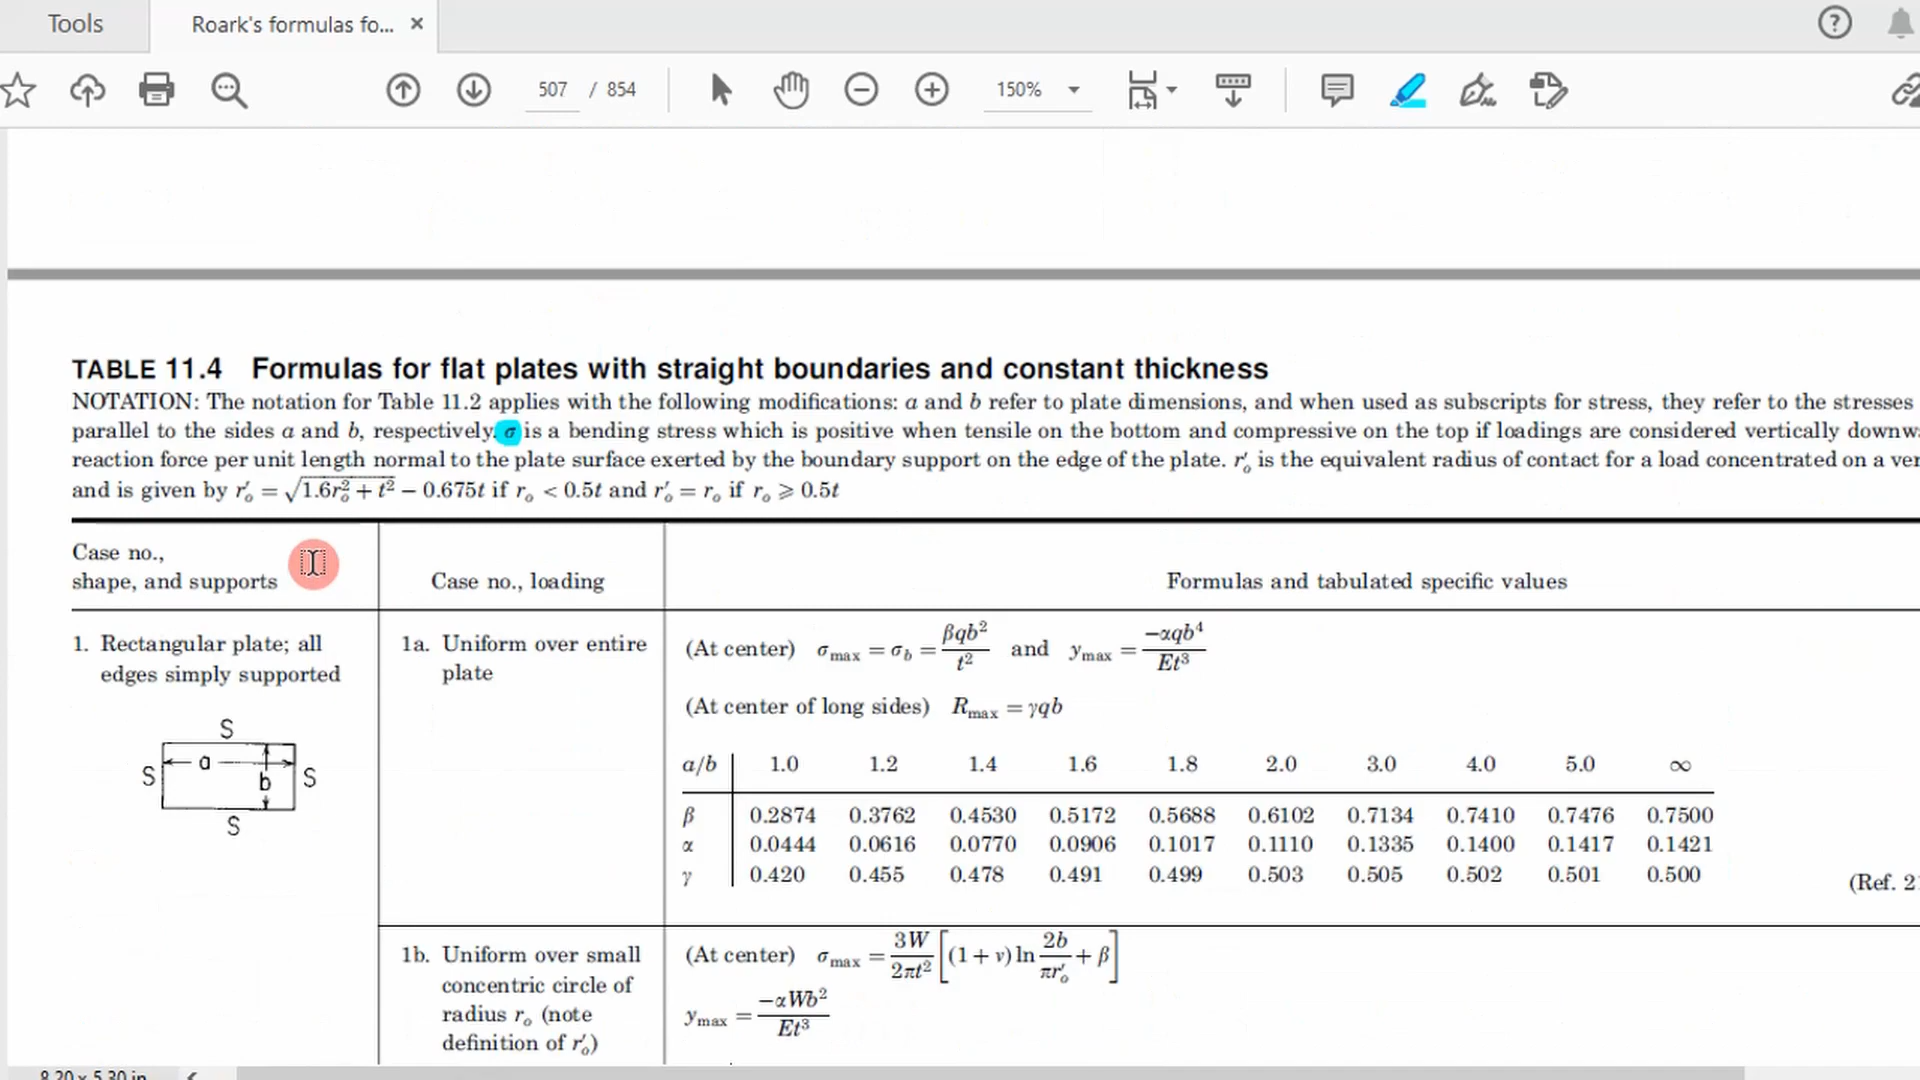 Tools
Roark's formulas fo... ×
507 / 854
150%
TABLE 11.4 Formulas for flat plates with straight boundaries and constant thickness
NOTATION: The notation for Table 11.2 applies with the following modifications: a and b refer to plate dimensions, and when used as subscripts for stress, they refer to the stresses
parallel to the sides a and b, respectively. σ is a bending stress which is positive when tensile on the bottom and compressive on the top if loadings are considered vertically downw
reaction force per unit length normal to the plate surface exerted by the boundary support on the edge of the plate. r′ₒ is the equivalent radius of contact for a load concentrated on a ver
and is given by r′ₒ = √(1.6rₒ² + t²) − 0.675t if rₒ < 0.5t and r′ₒ = rₒ if rₒ ⩾ 0.5t
Case no.,
shape, and supports
Case no., loading
Formulas and tabulated specific values
1. Rectangular plate; all
edges simply supported
S
S a b S
S
1a. Uniform over entire
plate
(At center) σmax = σb = βqb²/t² and ymax = −αqb⁴/Et³
(At center of long sides) Rmax = γqb
a/b 1.0 1.2 1.4 1.6 1.8 2.0 3.0 4.0 5.0 ∞
β 0.2874 0.3762 0.4530 0.5172 0.5688 0.6102 0.7134 0.7410 0.7476 0.7500
α 0.0444 0.0616 0.0770 0.0906 0.1017 0.1110 0.1335 0.1400 0.1417 0.1421
γ 0.420 0.455 0.478 0.491 0.499 0.503 0.505 0.502 0.501 0.500
(Ref. 2
1b. Uniform over small
concentric circle of
radius rₒ (note
definition of r′ₒ)
(At center) σmax = 3W/2πt² [(1 + ν) ln 2b/πr′ₒ + β]
ymax = −αWb²/Et³
8.20 x 5.30 in